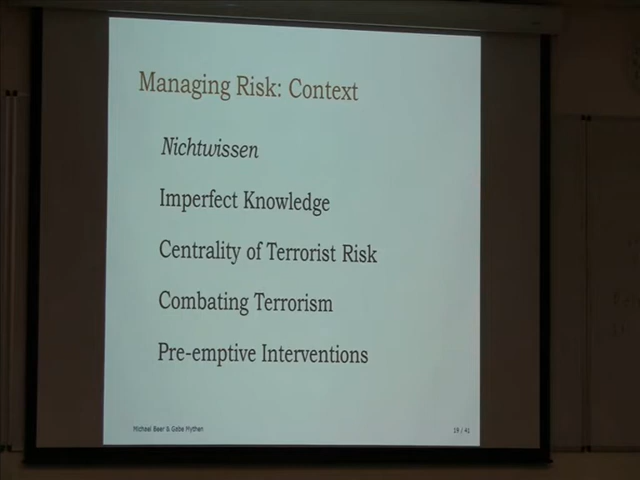 Managing Risk: Context
Nichtwissen
Imperfect Knowledge
Centrality of Terrorist Risk
Combating Terrorism
Pre-emptive Interventions
Michael Beer & Gabe Mythen
19 / 41